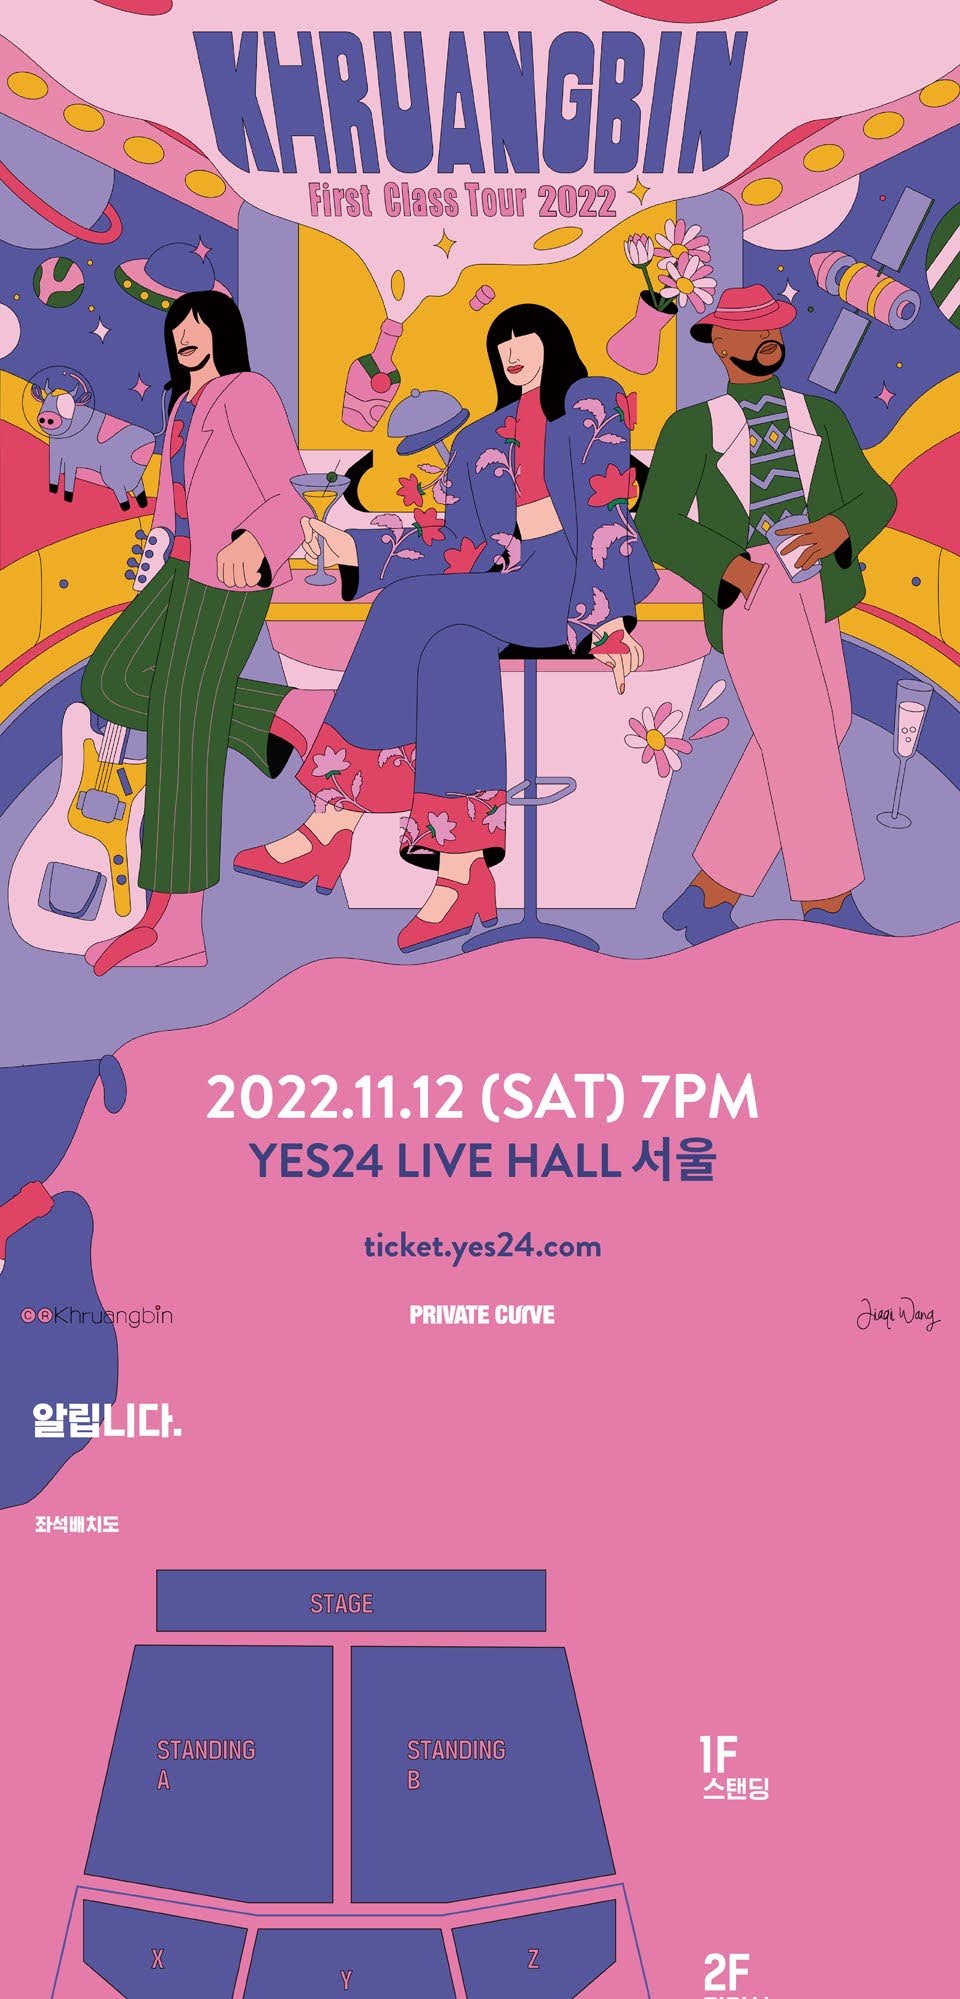 KHRUANGBIN
First Class Tour 2022
2022.11.12 (SAT) 7PM
YES24 LIVE HALL 서울
ticket.yes24.com
©®Khruangbin
PRIVATE CURVE
Jiaqi Wang
알립니다.
좌석배치도
STAGE
STANDING
A
STANDING
B
1F
스탠딩
X
Y
Z
2F